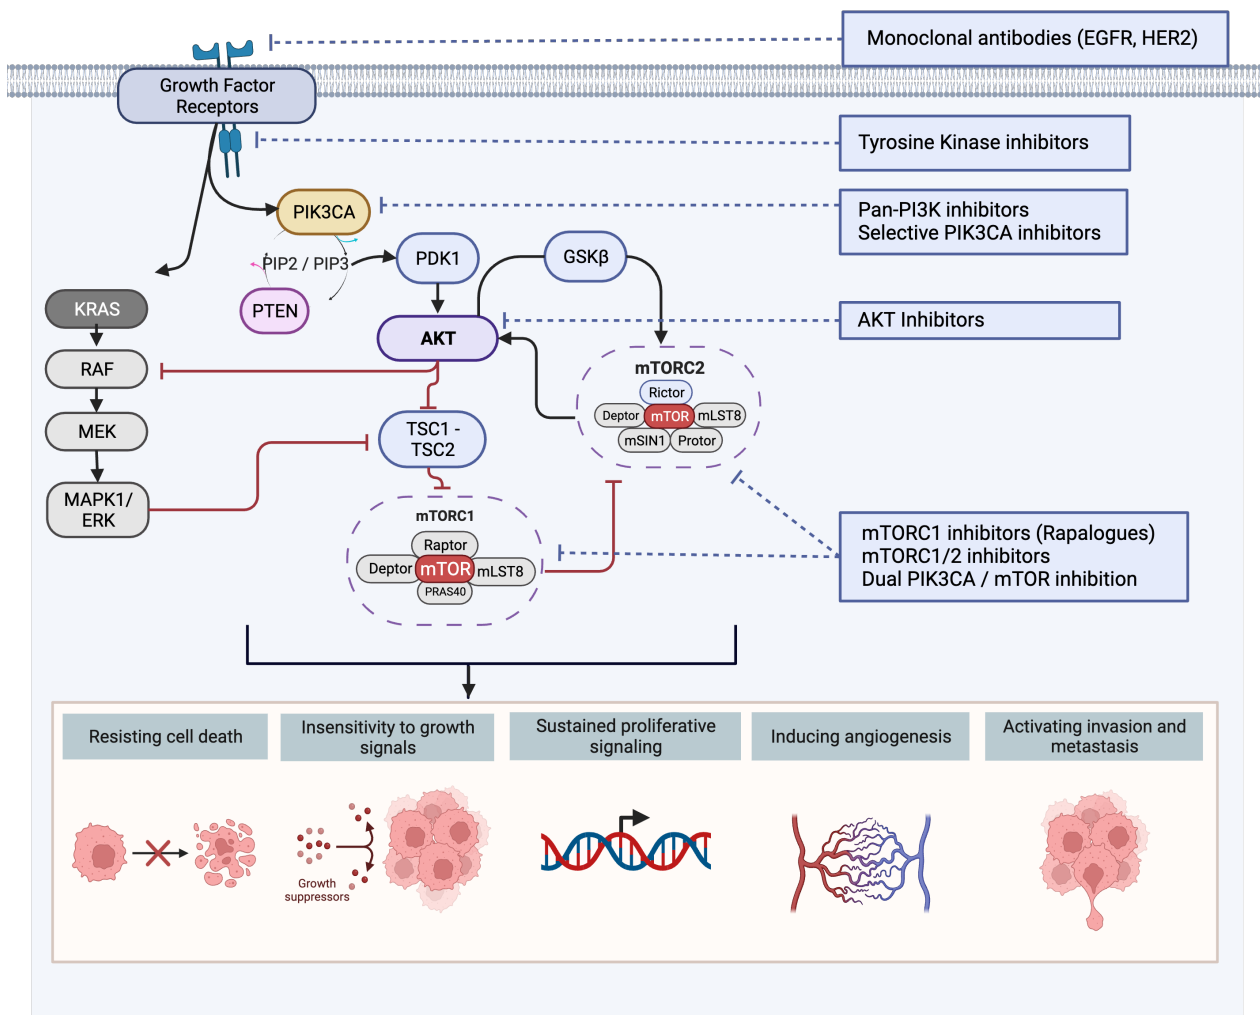 Monoclonal antibodies (EGFR, HER2)
Growth Factor
Receptors
Tyrosine Kinase inhibitors
PIK3CA
Pan-PI3K inhibitors
Selective PIK3CA inhibitors
PIP2 / PIP3
PDK1
GSKβ
PTEN
KRAS
AKT
AKT Inhibitors
RAF
mTORC2
Rictor
Deptor
mTOR
mLST8
mSIN1
Protor
MEK
TSC1 -
TSC2
MAPK1/
ERK
mTORC1
Raptor
Deptor
mTOR
mLST8
PRAS40
mTORC1 inhibitors (Rapalogues)
mTORC1/2 inhibitors
Dual PIK3CA / mTOR inhibition
Resisting cell death
Insensitivity to growth
signals
Sustained proliferative
signaling
Inducing angiogenesis
Activating invasion and
metastasis
Growth
suppressors